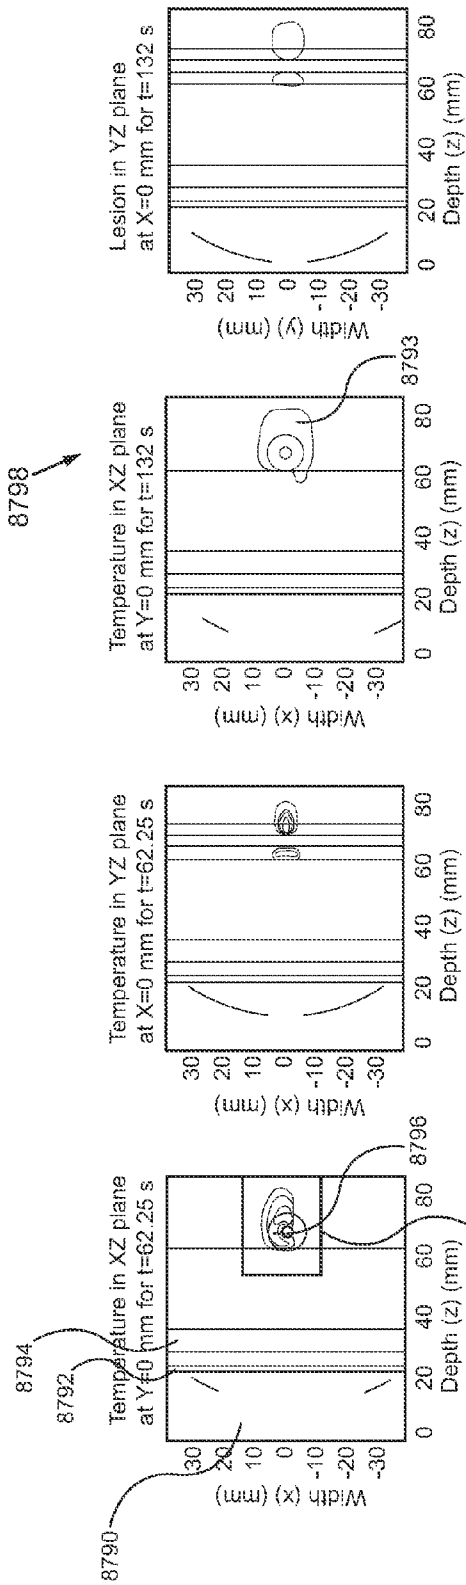 8798
8790
8792
8794
Temperature in XZ plane
at Y=0 mm for t=62.25 s
Width (x) (mm)
30
20
10
0
-10
-20
-30
0 20 40 60 80
Depth (z) (mm)
8796
Temperature in YZ plane
at X=0 mm for t=62.25 s
Width (x) (mm)
30
20
10
0
-10
-20
-30
0 20 40 60 80
Depth (z) (mm)
Temperature in XZ plane
at Y=0 mm for t=132 s
Width (x) (mm)
30
20
10
0
-10
-20
-30
0 20 40 60 80
Depth (z) (mm)
8793
Lesion in YZ plane
at X=0 mm for t=132 s
Width (y) (mm)
30
20
10
0
-10
-20
-30
0 20 40 60 80
Depth (z) (mm)